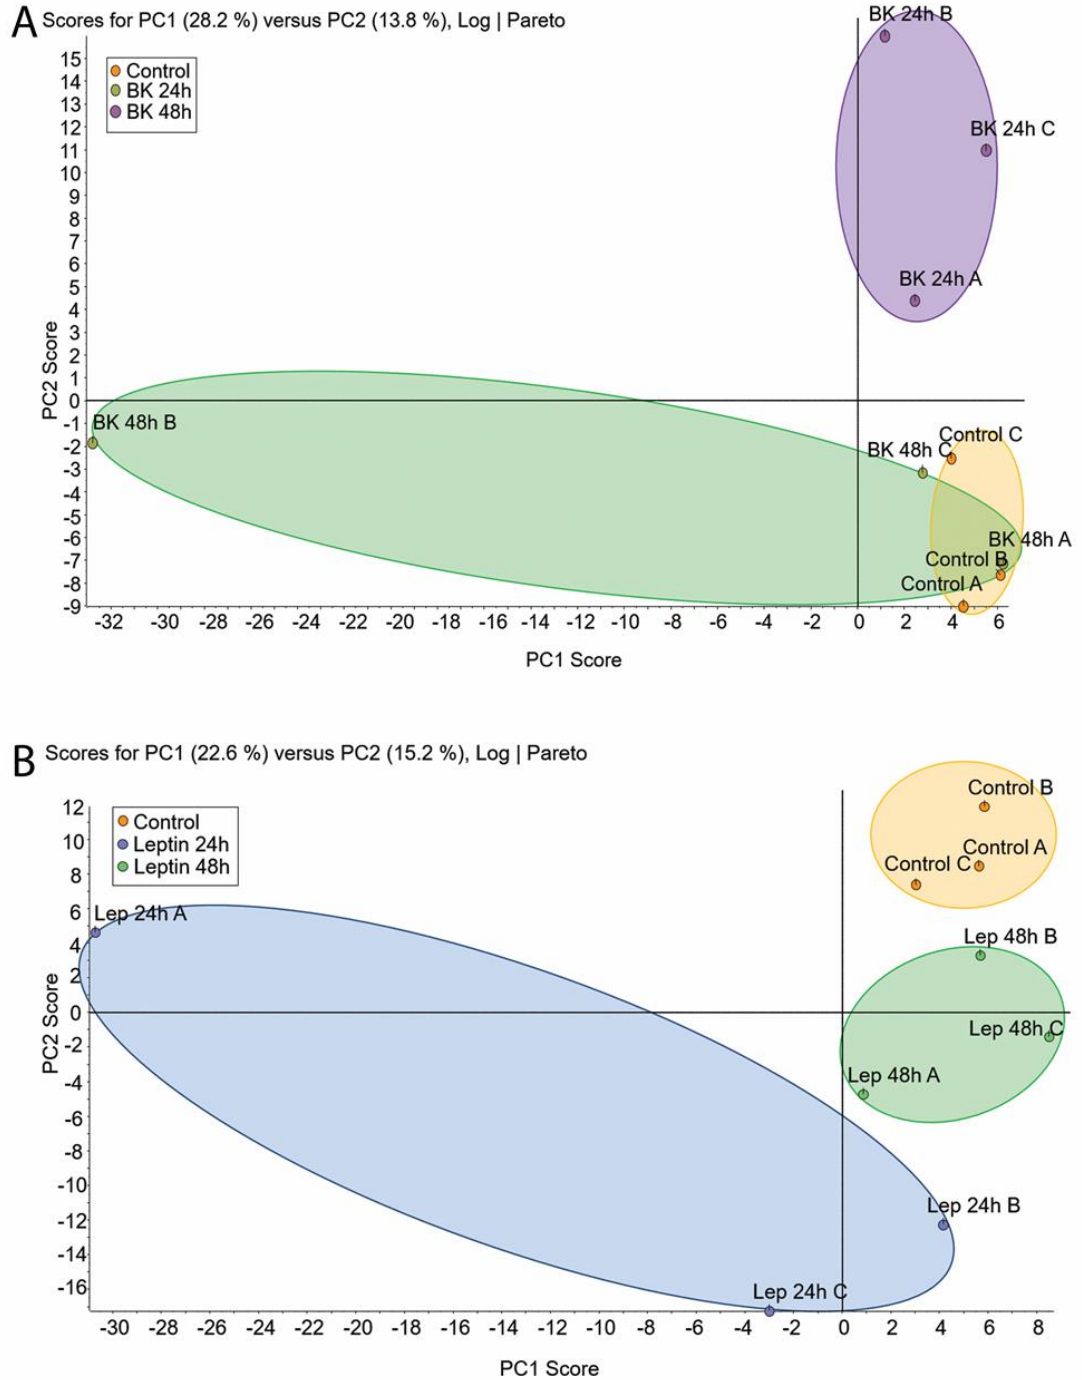 A Scores for PC1 (28.2 %) versus PC2 (13.8 %), Log | Pareto
Control
BK 24h
BK 48h
BK 24h B
BK 24h C
BK 24h A
15
14
13
12
11
10
9
8
7
6
5
4
3
2
1
0
-1
-2
-3
-4
-5
-6
-7
-8
-9
PC2 Score
BK 48h B
BK 48h C
Control C
BK 48h A
Control B
Control A
-32 -28 -26 -24 -22 -20 -18 -16 -14 -12 -10 -8 -6 -4 -2 0 2 4 6
PC1 Score
B Scores for PC1 (22.6 %) versus PC2 (15.2 %), Log | Pareto
Control
Leptin 24h
Leptin 48h
Control B
Control A
Control C
12
10
8
6
4
2
0
-2
-4
-6
-8
-10
-12
-14
-16
PC2 Score
Lep 24h A
Lep 48h B
Lep 48h C
Lep 48h A
Lep 24h B
Lep 24h C
-30 -28 -26 -24 -22 -20 -18 -16 -14 -12 -10 -8 -6 -4 -2 0 2 4 6 8
PC1 Score